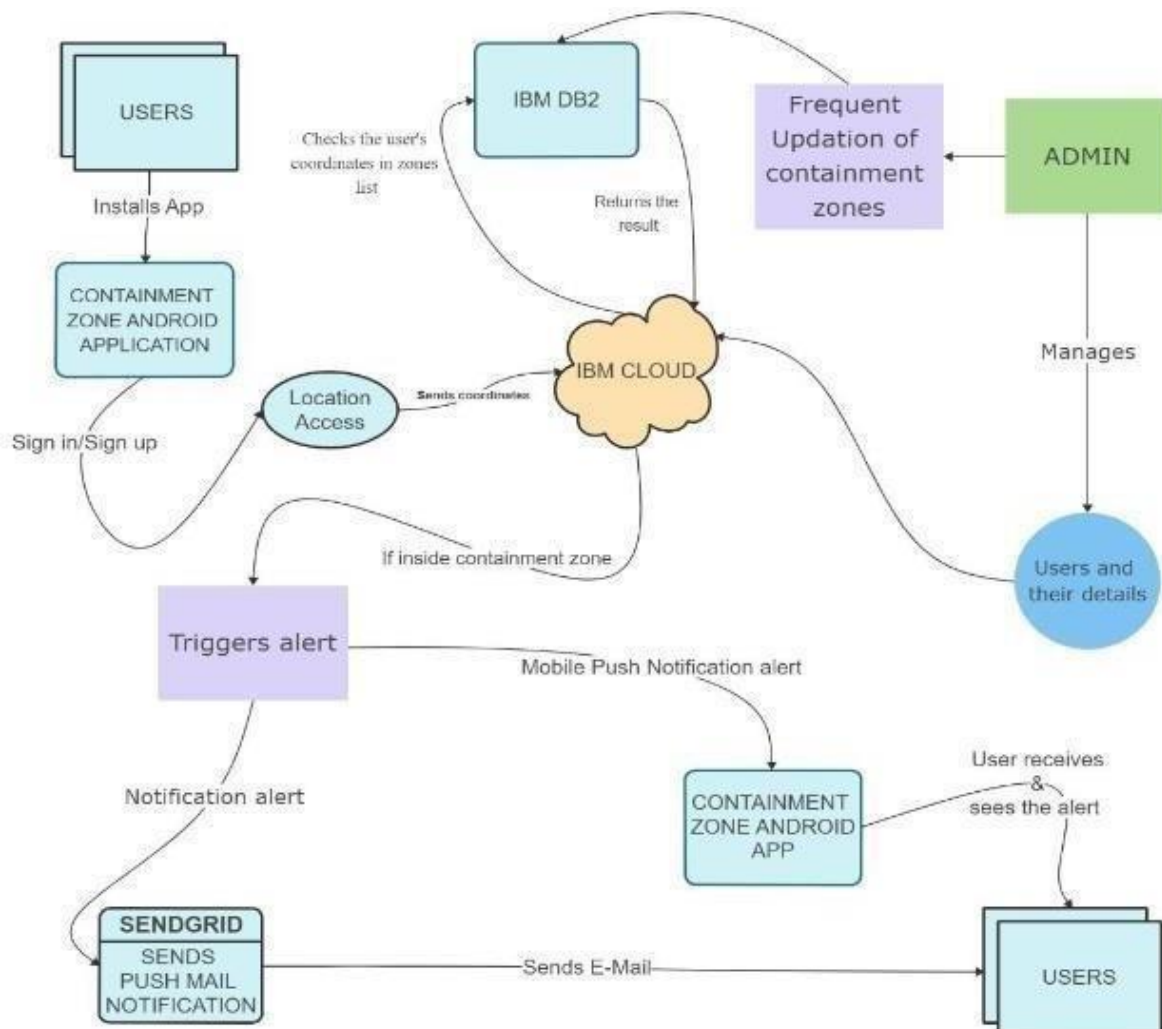 USERS
Installs App
CONTAINMENT
ZONE ANDROID
APPLICATION
Sign in/Sign up
Location
Access
Sends coordinates
IBM CLOUD
Checks the user's
coordinates in zones
list
IBM DB2
Returns the
result
Frequent
Updation of
containment
zones
ADMIN
Manages
Users and
their details
If inside containment zone
Triggers alert
Mobile Push Notification alert
CONTAINMENT
ZONE ANDROID
APP
User receives
&
sees the alert
Notification alert
SENDGRID
SENDS
PUSH MAIL
NOTIFICATION
Sends E-Mail
USERS